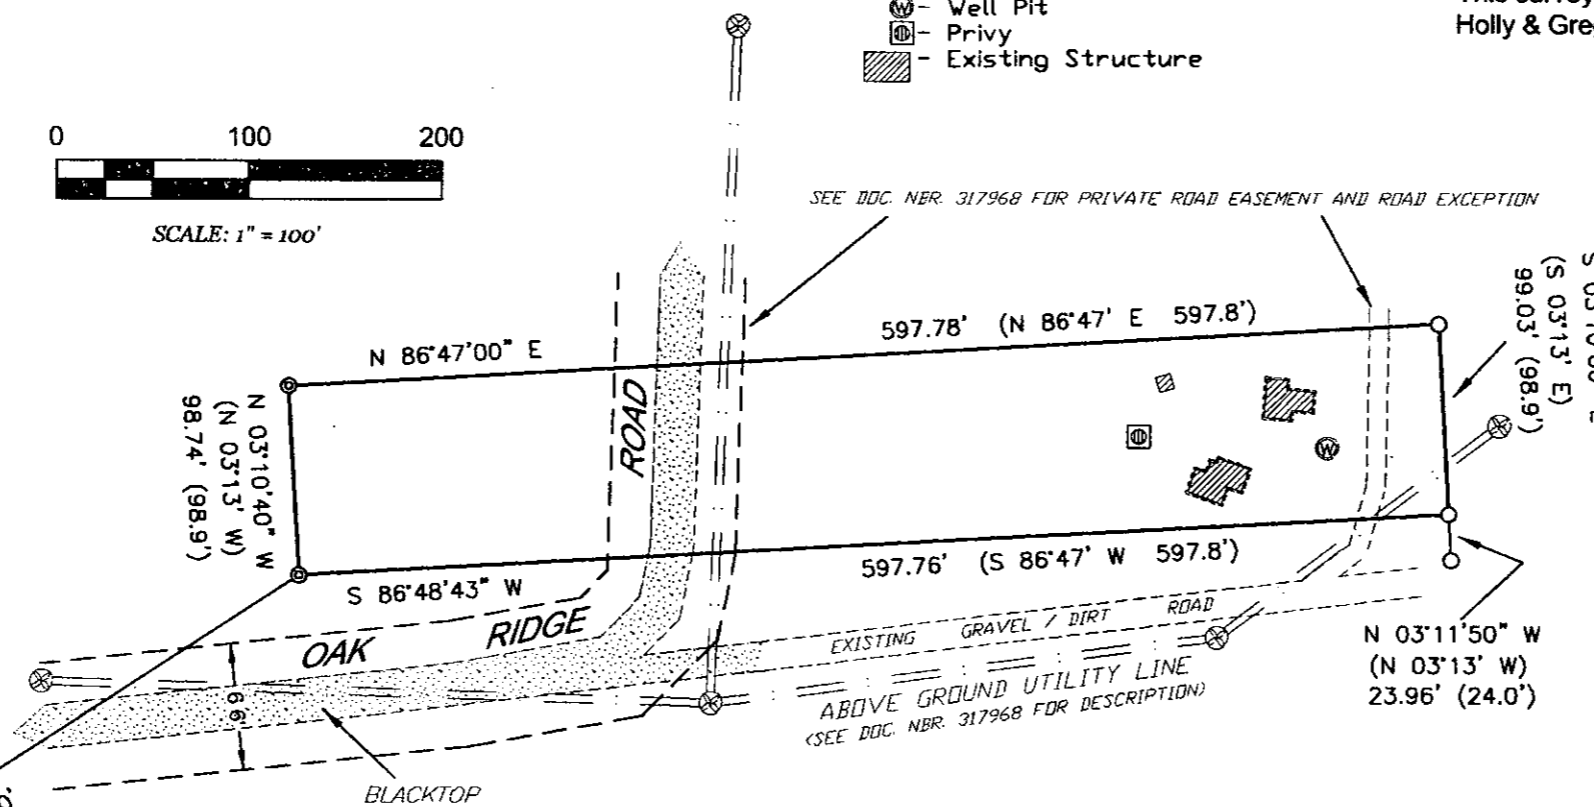 Well Pit
Privy
Existing Structure
Holly &
0 100 200
SCALE: 1" = 100'
SEE DOC. NBR. 317968 FOR PRIVATE ROAD EASEMENT AND ROAD EXCEPTION
(S 03°13' E)
99.03' (98.9')
N 86°47'00" E
597.78' (N 86°47' E 597.8')
N 03°10'40" W
(N 03°13' W)
98.74' (98.9')
ROAD
W
S 86°48'43" W
597.76' (S 86°47' W 597.8')
OAK RIDGE
EXISTING GRAVEL / DIRT ROAD
ABOVE GROUND UTILITY LINE
(SEE DOC. NBR. 317968 FOR DESCRIPTION)
N 03°11'50" W
(N 03°13' W)
23.96' (24.0')
66'
BLACKTOP